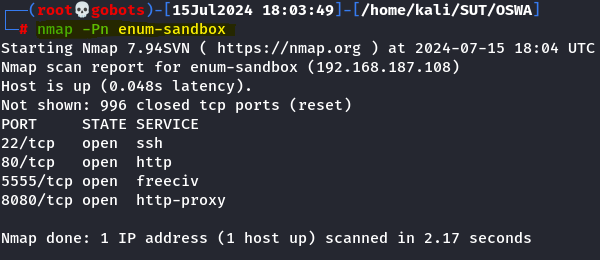 (root💀gobots)-[15Jul2024 18:03:49]-[/home/kali/SUT/OSWA]
# nmap -Pn enum-sandbox
Starting Nmap 7.94SVN ( https://nmap.org ) at 2024-07-15 18:04 UTC
Nmap scan report for enum-sandbox (192.168.187.108)
Host is up (0.048s latency).
Not shown: 996 closed tcp ports (reset)
PORT     STATE SERVICE
22/tcp   open  ssh
80/tcp   open  http
5555/tcp open  freeciv
8080/tcp open  http-proxy
Nmap done: 1 IP address (1 host up) scanned in 2.17 seconds